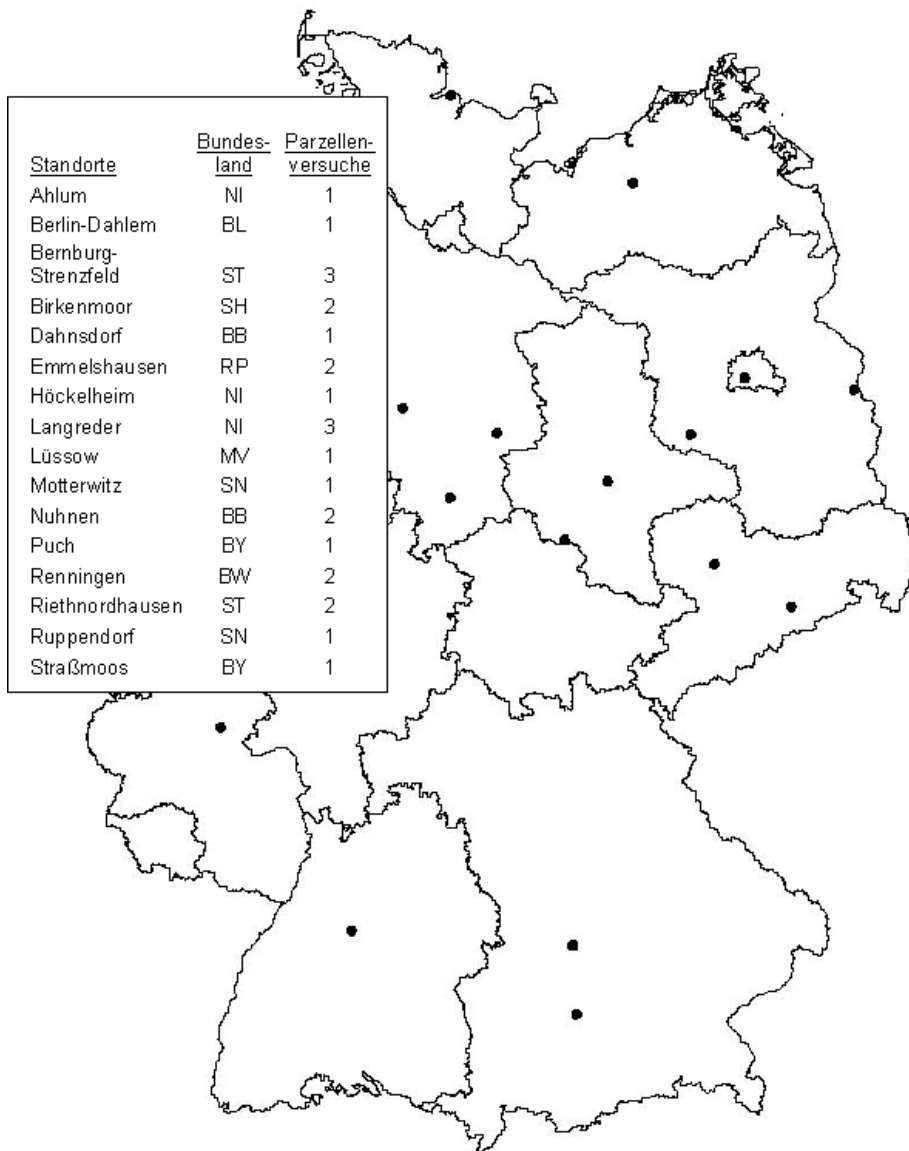 Bundes- Parzellen-
Standorte land versuche
Ahlum NI 1
Berlin-Dahlem BL 1
Bernburg-
Strenzfeld ST 3
Birkenmoor SH 2
Dahnsdorf BB 1
Emmelshausen RP 2
Höckelheim NI 1
Langreder NI 3
Lüssow MV 1
Motterwitz SN 1
Nuhnen BB 2
Puch BY 1
Renningen BW 2
Riethnordhausen ST 2
Ruppendorf SN 1
Straßmoos BY 1